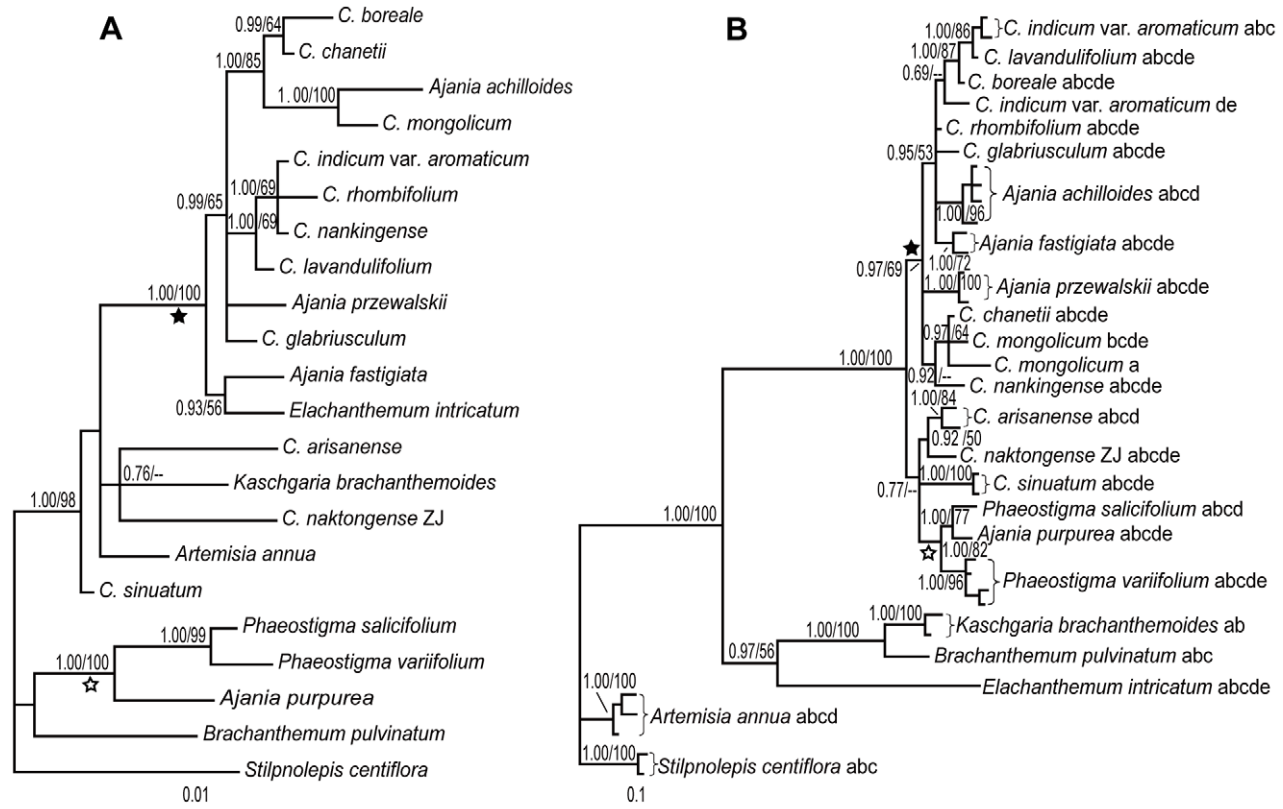 A
0.99/64
C. boreale
C. chanetii
1.00/85
1.00/100
Ajania achilloides
C. mongolicum
0.99/65
1.00/69
C. indicum var. aromaticum
C. rhombifolium
1.00/69
C. nankingense
C. lavandulifolium
1.00/100
Ajania przewalskii
C. glabriusculum
Ajania fastigiata
0.93/56
Elachanthemum intricatum
C. arisanense
0.76/--
Kaschgaria brachanthemoides
C. naktongense ZJ
1.00/98
Artemisia annua
C. sinuatum
Phaeostigma salicifolium
1.00/99
1.00/100
Phaeostigma variifolium
Ajania purpurea
Brachanthemum pulvinatum
Stilpnolepis centiflora
0.01
B
1.00/86
C. indicum var. aromaticum abc
1.00/87
C. lavandulifolium abcde
0.69/--
C. boreale abcde
C. indicum var. aromaticum de
C. rhombifolium abcde
0.95/53
C. glabriusculum abcde
Ajania achilloides abcd
1.00/96
Ajania fastigiata abcde
0.97/69
1.00/72
1.00/100
Ajania przewalskii abcde
C. chanetii abcde
0.97/64
C. mongolicum bcde
C. mongolicum a
1.00/100
0.92/--
C. nankingense abcde
1.00/84
C. arisanense abcd
0.92/50
C. naktongense ZJ abcde
1.00/100
C. sinuatum abcde
0.77/--
Phaeostigma salicifolium abcd
1.00/77
Ajania purpurea abcde
1.00/82
1.00/96
Phaeostigma variifolium abcde
1.00/100
1.00/100
Kaschgaria brachanthemoides ab
1.00/100
Brachanthemum pulvinatum abc
0.97/56
Elachanthemum intricatum abcde
1.00/100
Artemisia annua abcd
1.00/100
Stilpnolepis centiflora abc
0.1